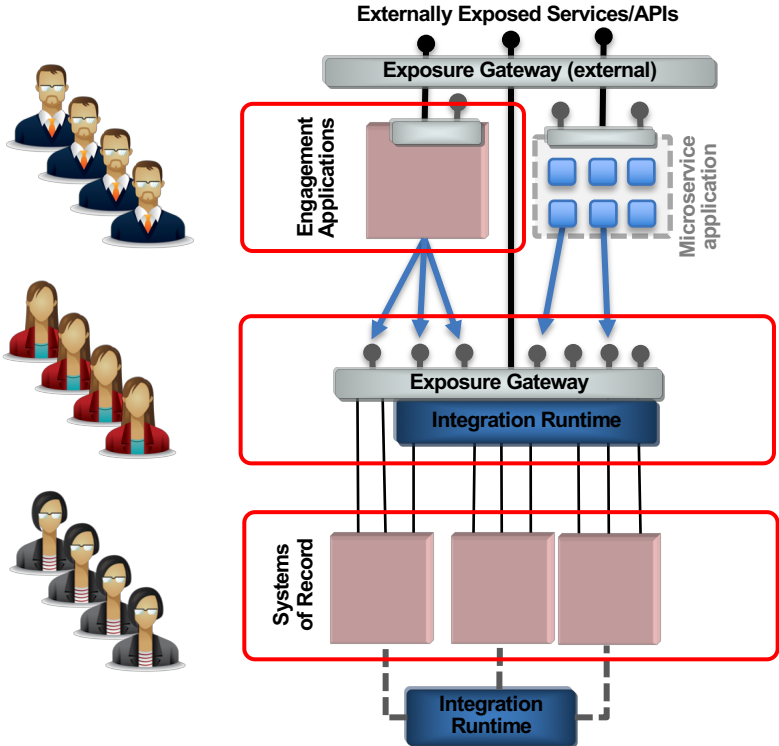 Externally Exposed Services/APIs
Exposure Gateway (external)
Engagement
Applications
Microservice
application
Exposure Gateway
Integration Runtime
Systems
of Record
Integration
Runtime